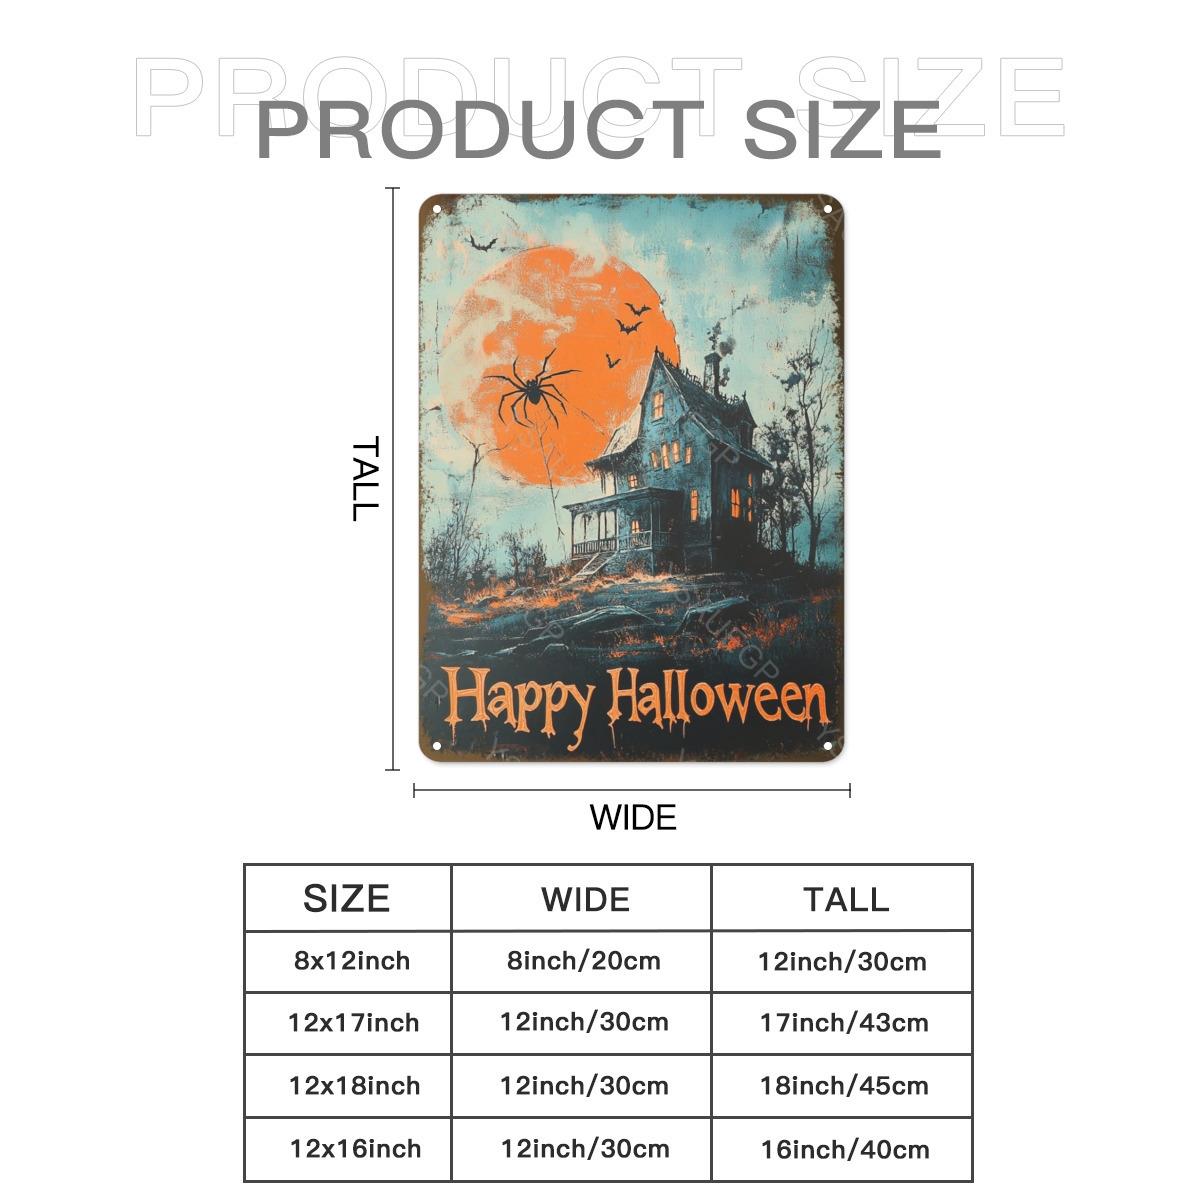 PRODUCT SIZE
PRODUCT SIZE
TALL
Happy Halloween
WIDE
SIZE WIDE TALL
8x12inch 8inch/20cm 12inch/30cm
12x17inch 12inch/30cm 17inch/43cm
12x18inch 12inch/30cm 18inch/45cm
12x16inch 12inch/30cm 16inch/40cm